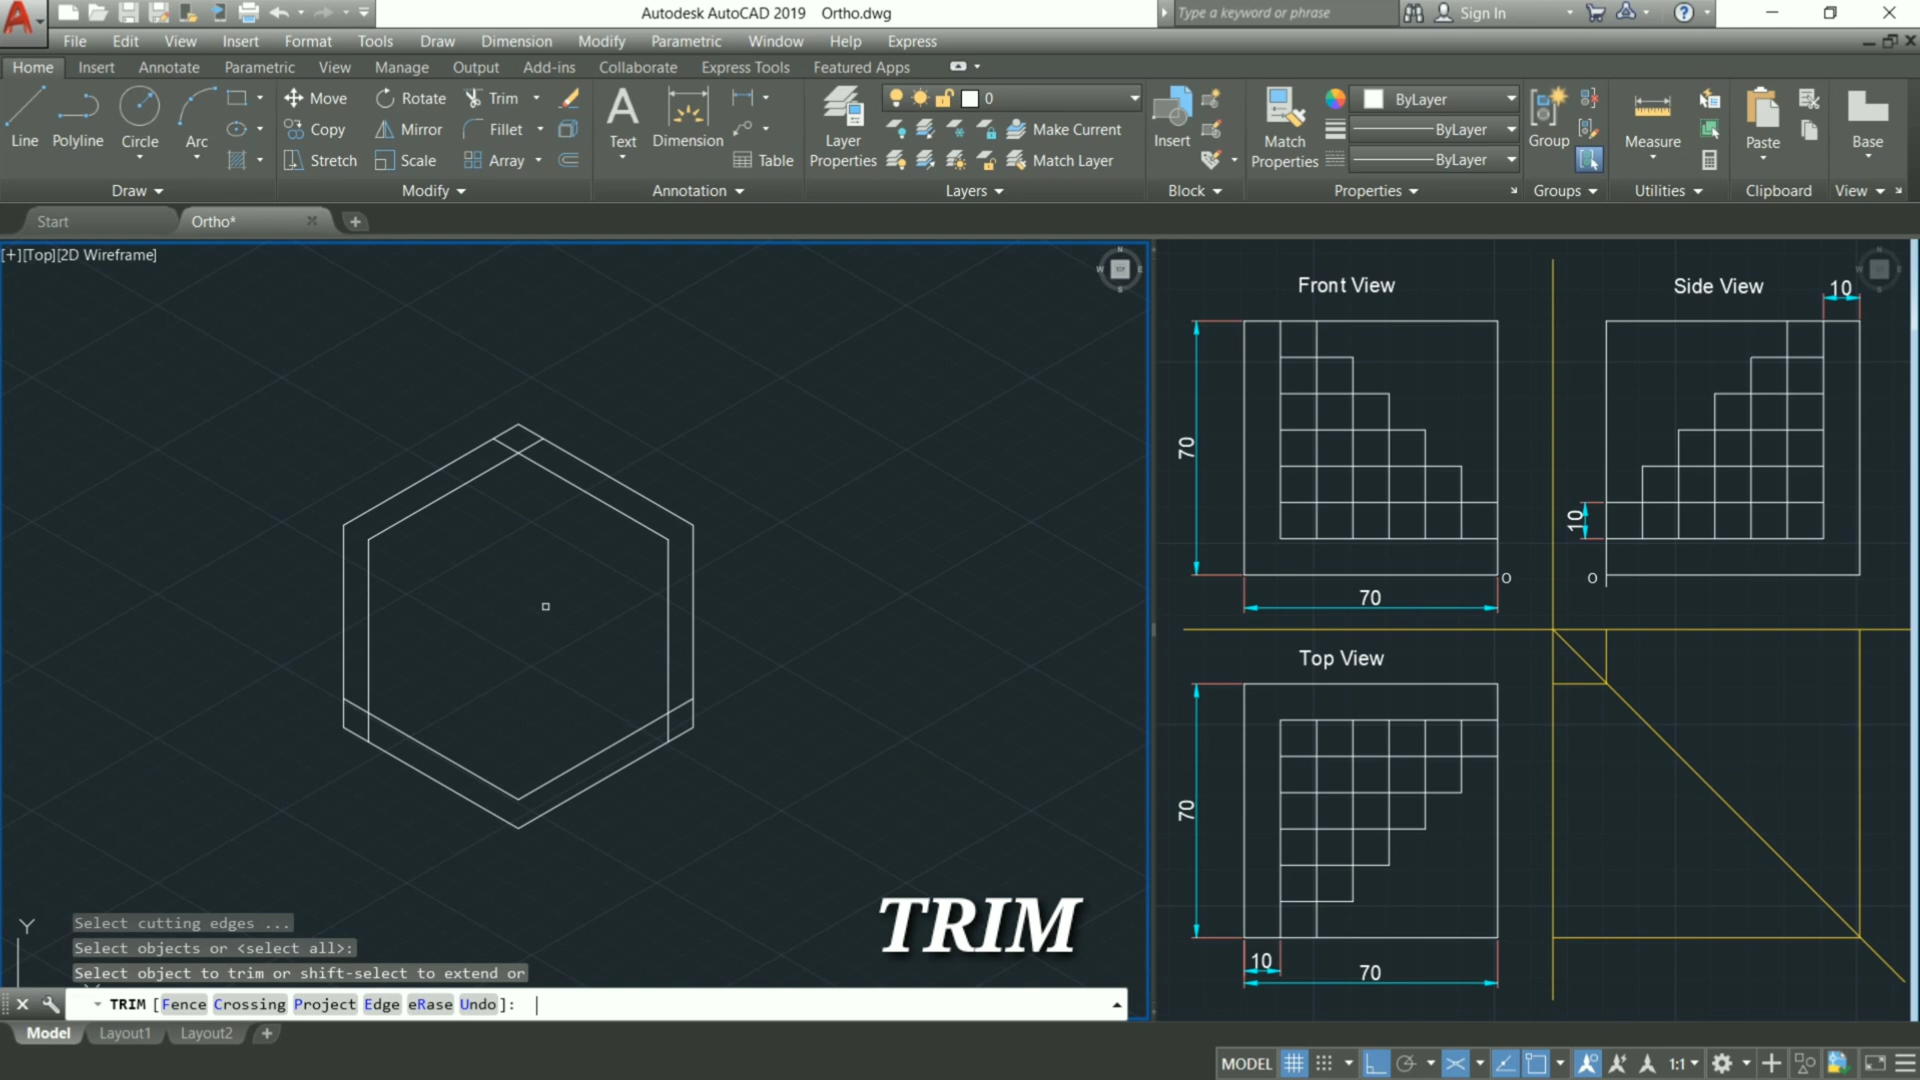 Autodesk AutoCAD 2019 Ortho.dwg
Type a keyword or phrase
Sign In
File Edit View Insert Format Tools Draw Dimension Modify Parametric Window Help Express
Home Insert Annotate Parametric View Manage Output Add-ins Collaborate Express Tools Featured Apps
Line Polyline Circle Arc
Move Rotate Trim
Copy Mirror Fillet
Stretch Scale Array
Text Dimension Table
Layer Properties
0
Make Current
Match Layer
Insert
Match Properties
ByLayer
ByLayer
ByLayer
Group
Measure
Paste
Base
Draw Modify Annotation Layers Block Properties Groups Utilities Clipboard View
Start Ortho*
[+][Top][2D Wireframe]
N
W
TOP
E
S
Front View
Side View
10
70
10
O
O
70
Top View
70
10
70
TRIM
Y
Select cutting edges ...
Select objects or <select all>:
Select object to trim or shift-select to extend or
TRIM [Fence Crossing Project Edge eRase Undo]:
Model Layout1 Layout2
MODEL
1:1